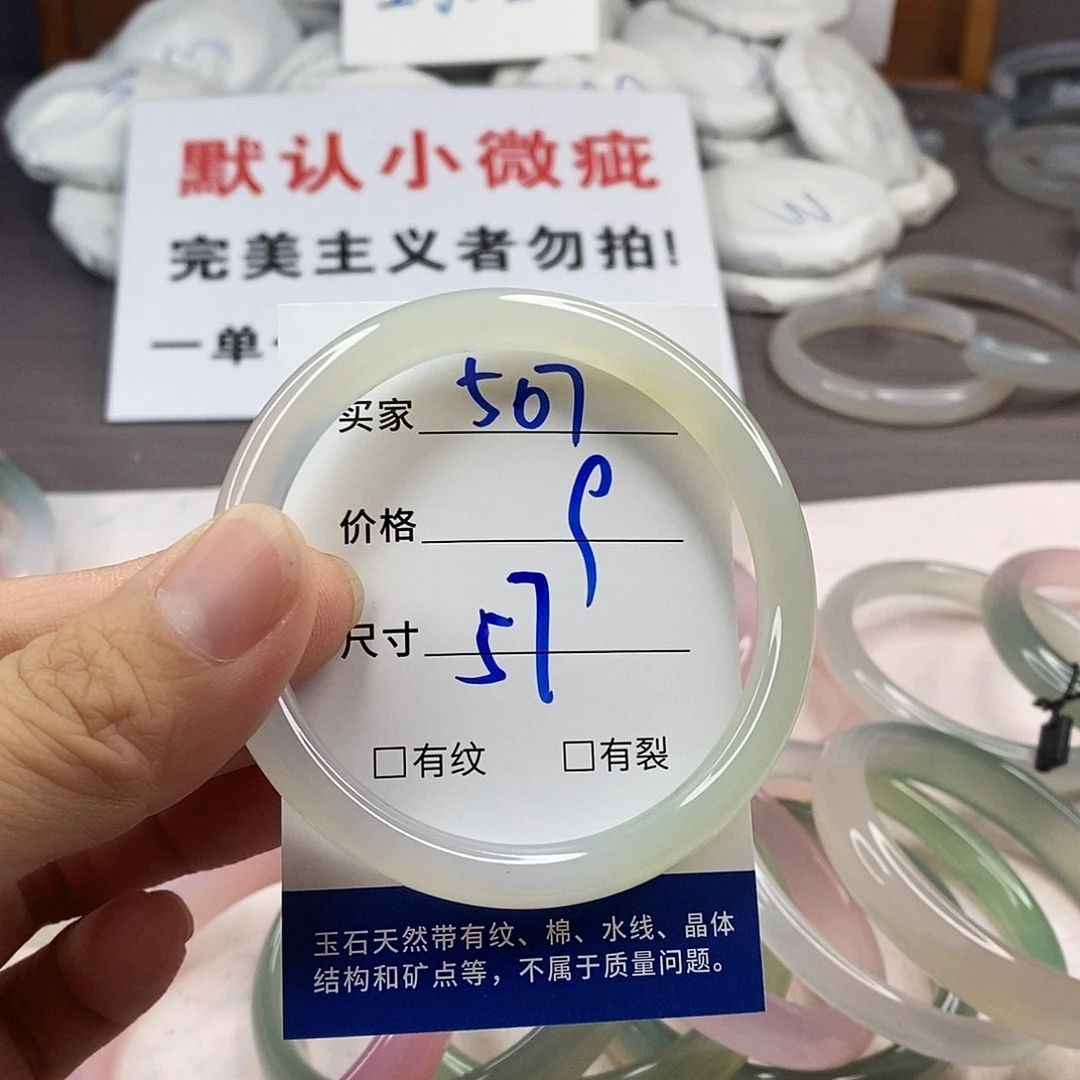 默认小微疵
完美主义者勿拍!
一单
买家 507
价格
尺寸 57
□有纹 □有裂
玉石天然带有纹、棉、水线、晶体
结构和矿点等，不属于质量问题。